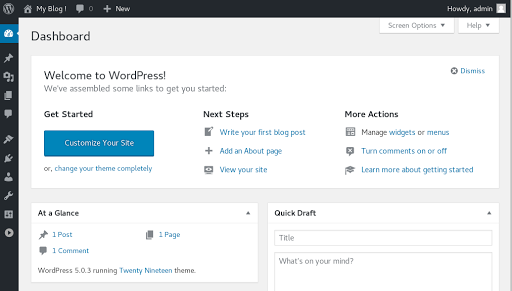 My Blog ! 0 New Howdy, admin
Screen Options Help
Dashboard
Welcome to WordPress!
Dismiss
We've assembled some links to get you started:
Get Started
Customize Your Site
or, change your theme completely
Next Steps
Write your first blog post
Add an About page
View your site
More Actions
Manage widgets or menus
Turn comments on or off
Learn more about getting started
At a Glance
1 Post 1 Page
1 Comment
WordPress 5.0.3 running Twenty Nineteen theme.
Quick Draft
Title
What's on your mind?